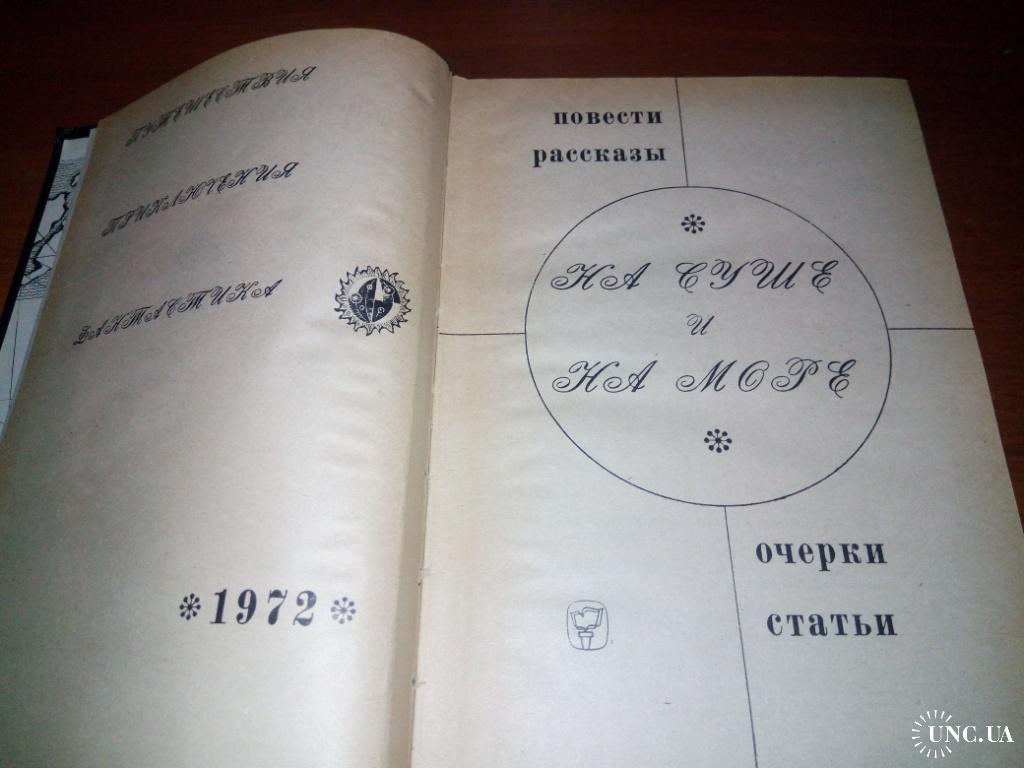 ПУТЕШЕСТВИЯ
ПРИКЛЮЧЕНИЯ
ФАНТАСТИКА
1972
повести
рассказы
НА СУШЕ
И
НА МОРЕ
очерки
статьи
UNC.UA